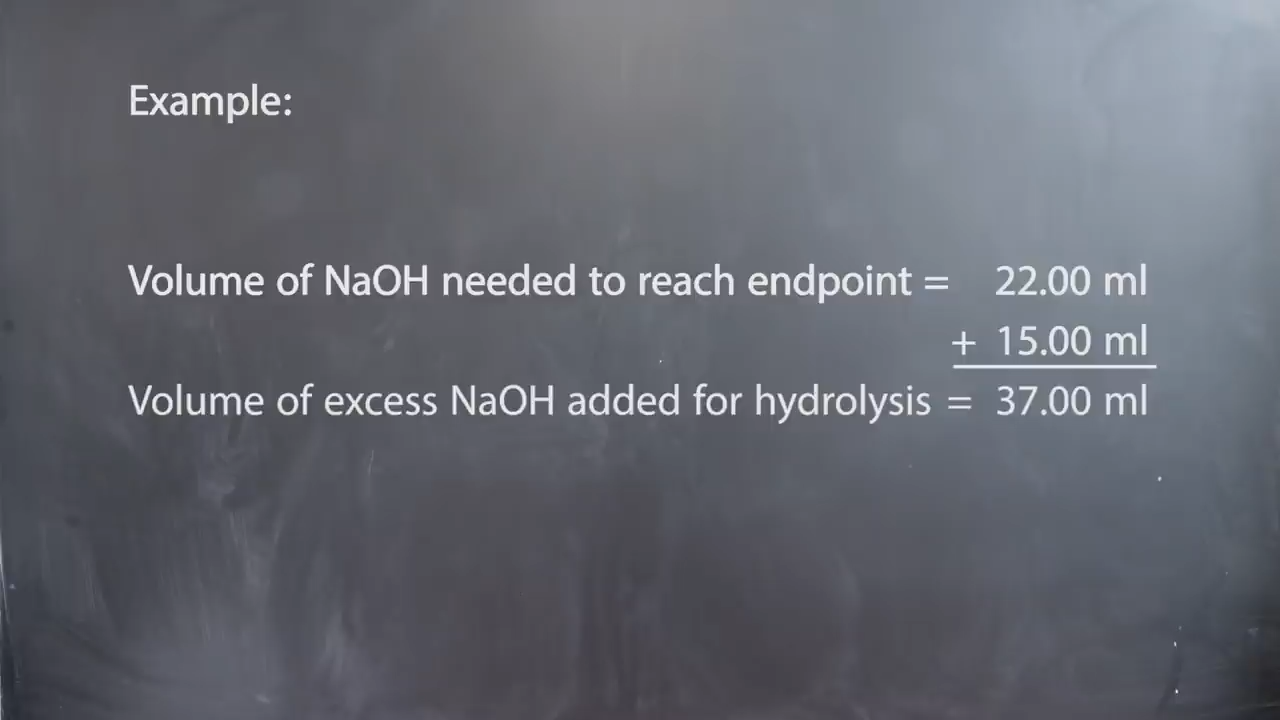 Example:
Volume of NaOH needed to reach endpoint = 22.00 ml
+ 15.00 ml
Volume of excess NaOH added for hydrolysis = 37.00 ml